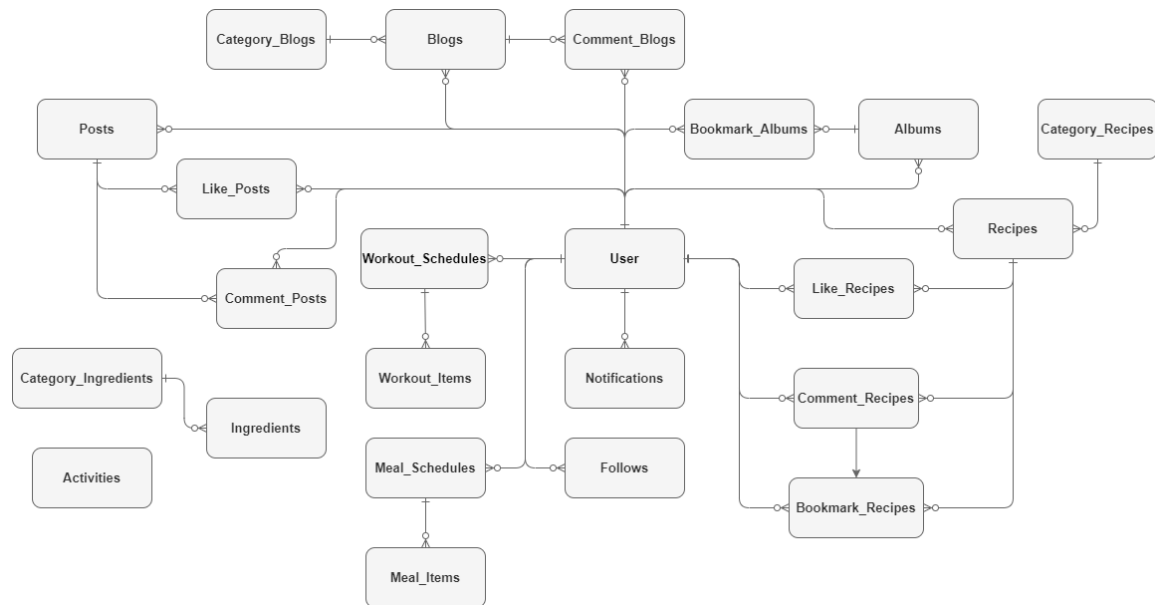 Category_Blogs
Blogs
Comment_Blogs
Posts
Bookmark_Albums
Albums
Category_Recipes
Like_Posts
Recipes
Workout_Schedules
User
Comment_Posts
Like_Recipes
Category_Ingredients
Workout_Items
Notifications
Comment_Recipes
Ingredients
Activities
Meal_Schedules
Follows
Bookmark_Recipes
Meal_Items